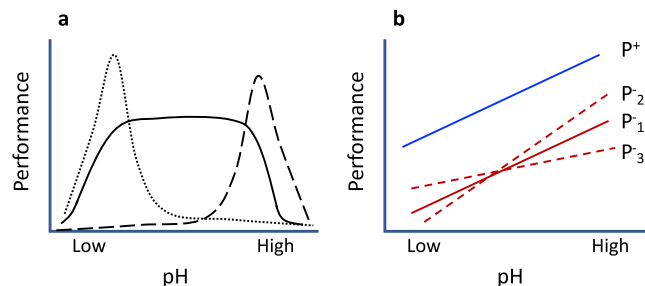 a
Performance
Low
High
pH
b
Performance
P⁺
P⁻₂
P⁻₁
P⁻₃
Low
High
pH